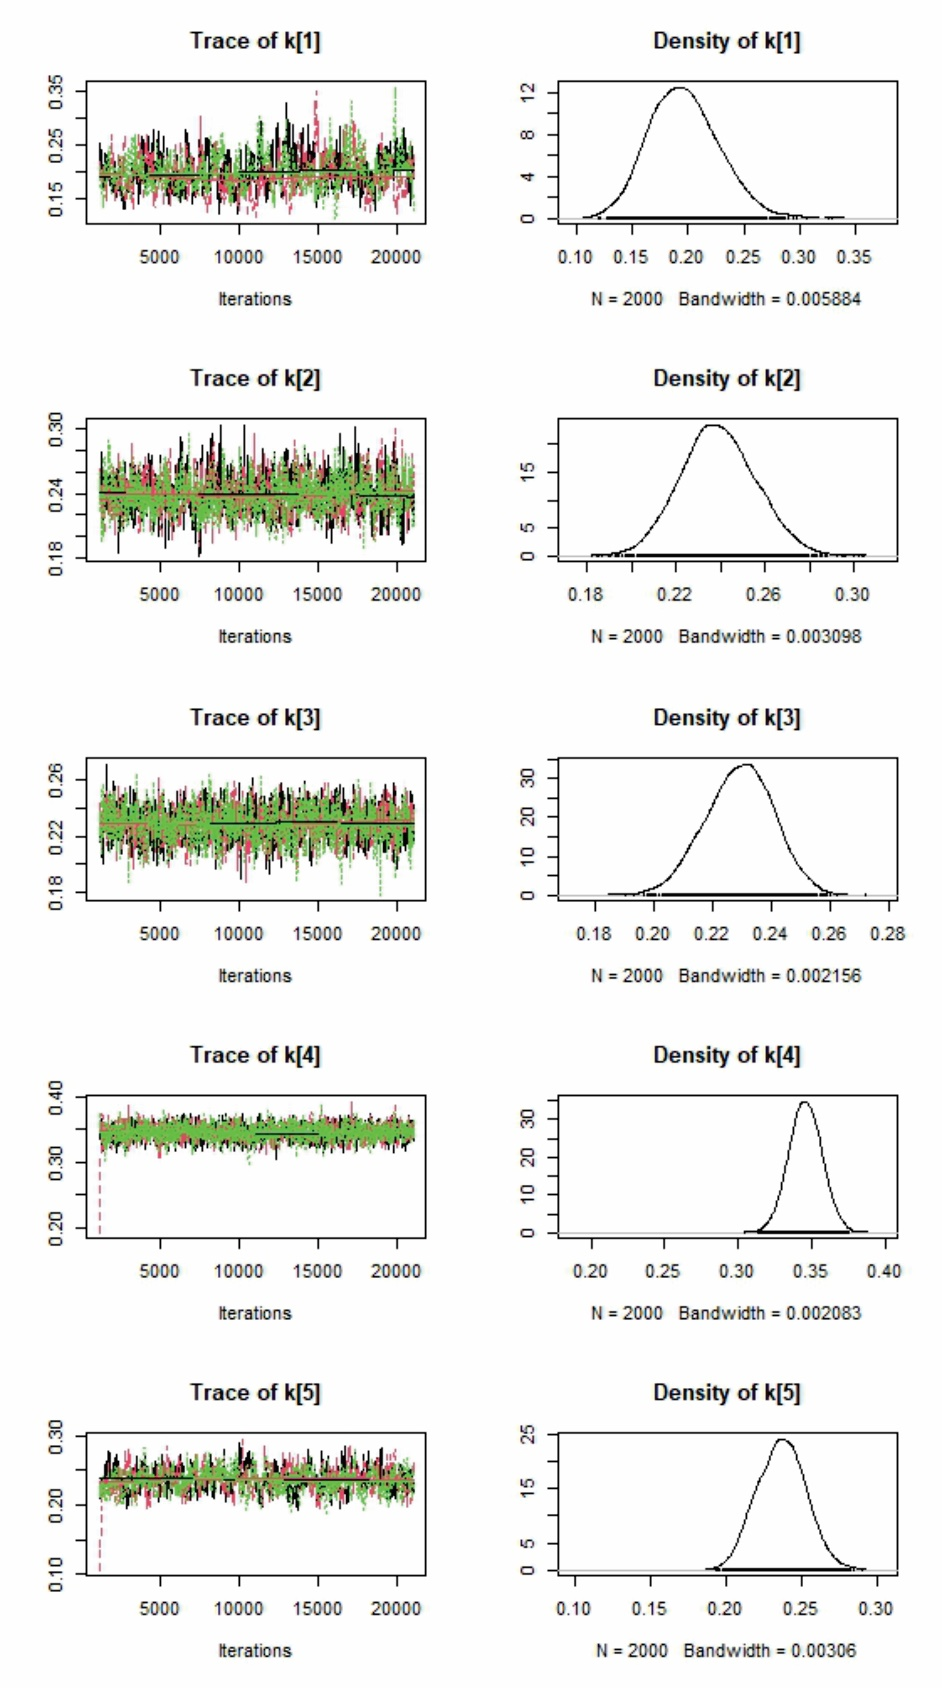 Trace of k[1]
Density of k[1]
0.15 0.25 0.35
0 4 8 12
5000 10000 15000 20000
0.10 0.15 0.20 0.25 0.30 0.35
Iterations
N = 2000 Bandwidth = 0.005884
Trace of k[2]
Density of k[2]
0.18 0.24 0.30
0 5 15
5000 10000 15000 20000
0.18 0.22 0.26 0.30
Iterations
N = 2000 Bandwidth = 0.003098
Trace of k[3]
Density of k[3]
0.18 0.22 0.26
0 10 20 30
5000 10000 15000 20000
0.18 0.20 0.22 0.24 0.26 0.28
Iterations
N = 2000 Bandwidth = 0.002156
Trace of k[4]
Density of k[4]
0.20 0.30 0.40
0 10 20 30
5000 10000 15000 20000
0.20 0.25 0.30 0.35 0.40
Iterations
N = 2000 Bandwidth = 0.002083
Trace of k[5]
Density of k[5]
0.10 0.20 0.30
0 5 15 25
5000 10000 15000 20000
0.10 0.15 0.20 0.25 0.30
Iterations
N = 2000 Bandwidth = 0.00306